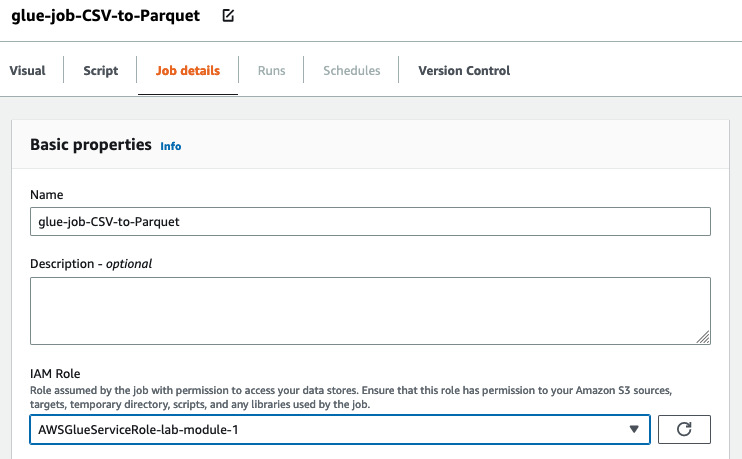 glue-job-CSV-to-Parquet
Visual Script Job details Runs Schedules Version Control
Basic properties Info
Name
glue-job-CSV-to-Parquet
Description - optional
IAM Role
Role assumed by the job with permission to access your data stores. Ensure that this role has permission to your Amazon S3 sources,
targets, temporary directory, scripts, and any libraries used by the job.
AWSGlueServiceRole-lab-module-1